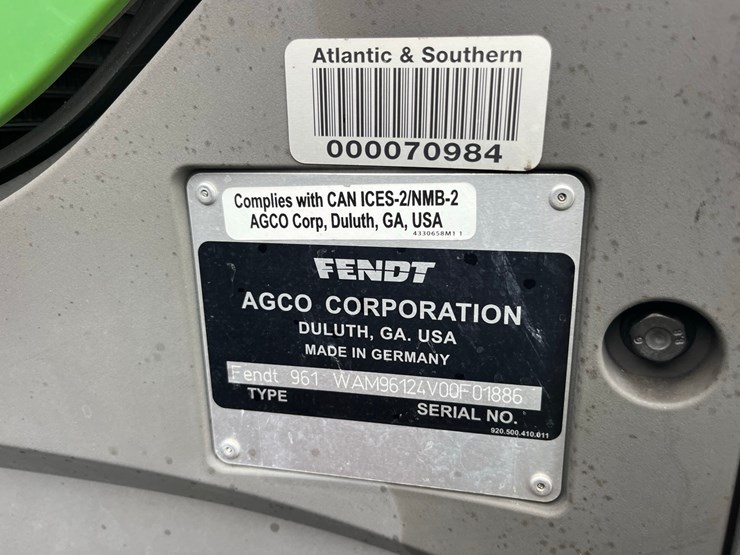 Atlantic & Southern
000070984
Complies with CAN ICES-2/NMB-2
AGCO Corp, Duluth, GA, USA
4330658M1 1
FENDT
AGCO CORPORATION
DULUTH, GA. USA
MADE IN GERMANY
Fendt 961 WAM96124V00F01886
TYPE
SERIAL NO.
920.500.410.011